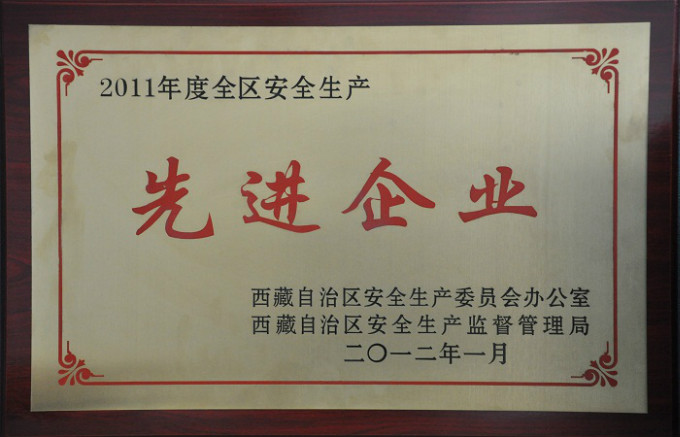 2011年度全区安全生产
先进企业
西藏自治区安全生产委员会办公室
西藏自治区安全生产监督管理局
二〇一二年一月